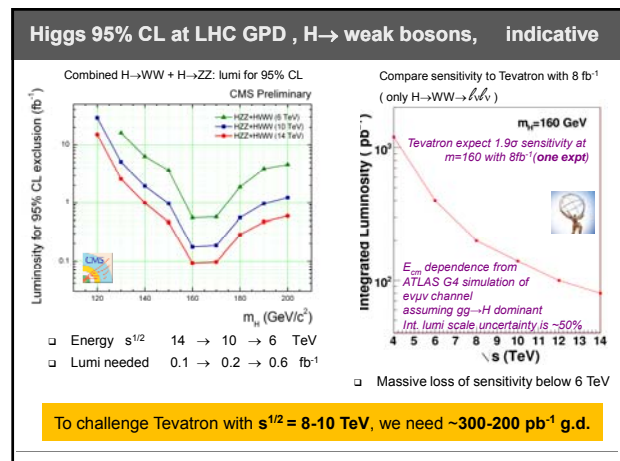 Higgs 95% CL at LHC GPD , H→ weak bosons, indicative
Combined H→WW + H→ZZ: lumi for 95% CL
CMS Preliminary
Luminosity for 95% CL exclusion (fb⁻¹)
HZZ+HWW (6 TeV)
HZZ+HWW (10 TeV)
HZZ+HWW (14 TeV)
10
1
0.1
120 140 160 180 200
m_H (GeV/c²)
CMS
❑ Energy s^1/2 14 → 10 → 6 TeV
❑ Lumi needed 0.1 → 0.2 → 0.6 fb⁻¹
Compare sensitivity to Tevatron with 8 fb⁻¹
( only H→WW→lνlν )
Integrated Luminosity ( pb⁻¹
m_H=160 GeV
Tevatron expect 1.9σ sensitivity at
m=160 with 8fb⁻¹(one expt)
E_cm dependence from
ATLAS G4 simulation of
evμv channel
assuming gg→H dominant
Int. lumi scale uncertainty is ~50%
10³
10²
4 5 6 7 8 9 10 11 12 13 14
√s (TeV)
❑ Massive loss of sensitivity below 6 TeV
To challenge Tevatron with s^1/2 = 8-10 TeV, we need ~300-200 pb⁻¹ g.d.